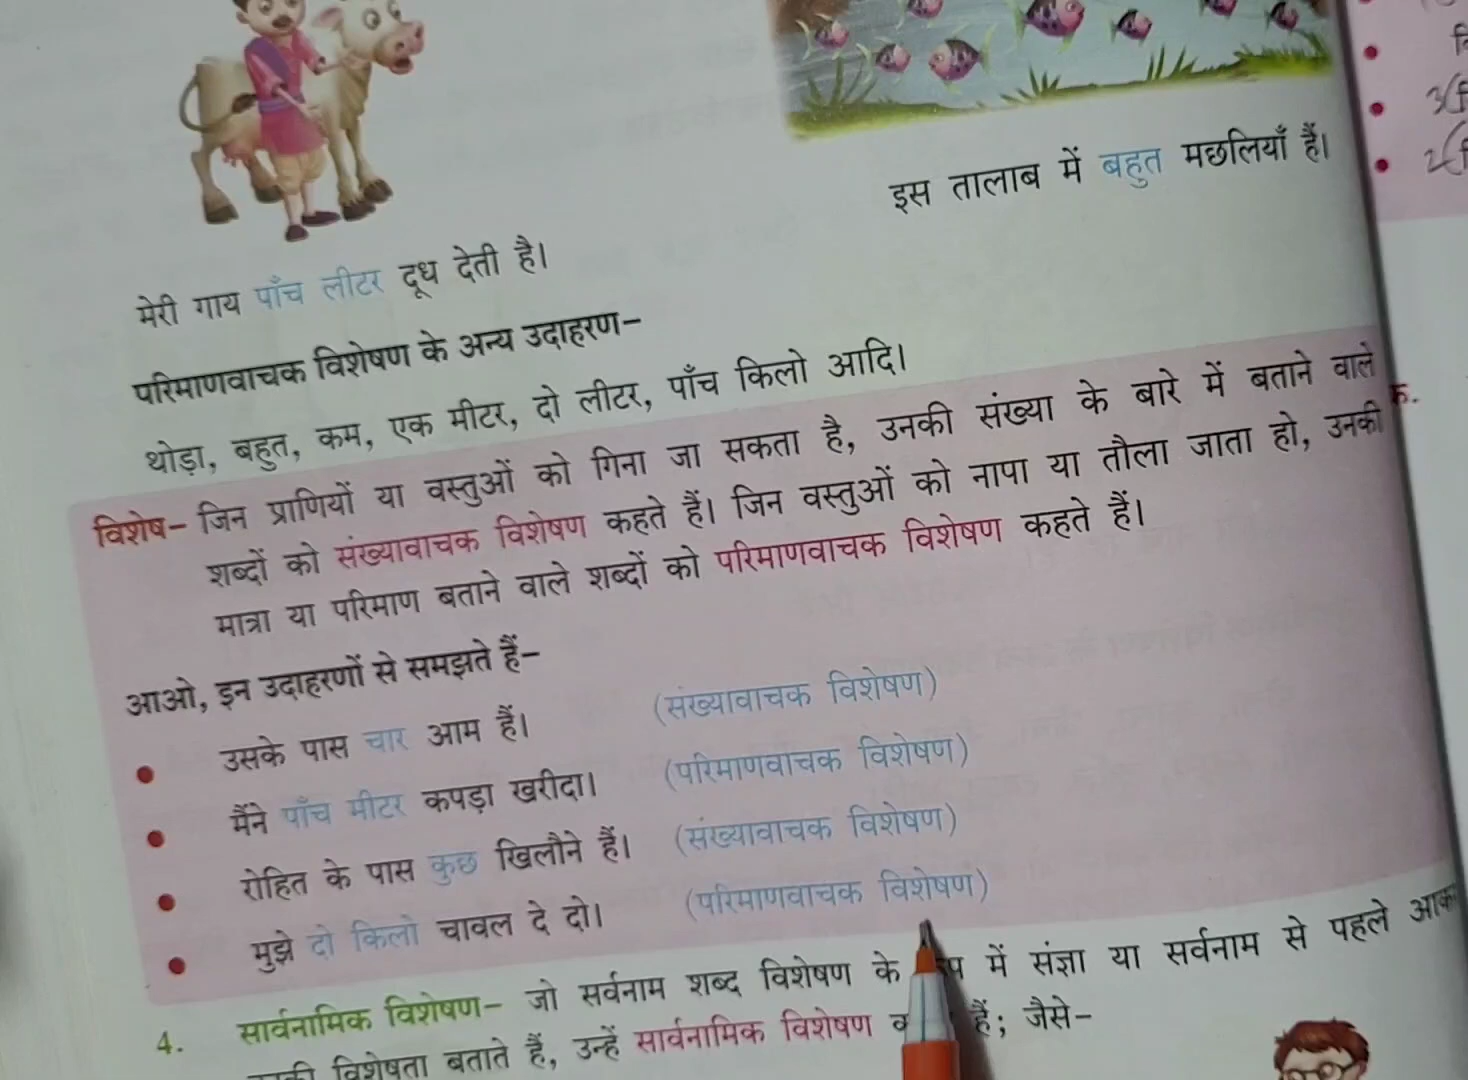 इस तालाब में बहुत मछलियाँ हैं।
मेरी गाय पाँच लीटर दूध देती है।
परिमाणवाचक विशेषण के अन्य उदाहरण–
थोड़ा, बहुत, कम, एक मीटर, दो लीटर, पाँच किलो आदि।
विशेष– जिन प्राणियों या वस्तुओं को गिना जा सकता है, उनकी संख्या के बारे में बताने वाले
शब्दों को संख्यावाचक विशेषण कहते हैं। जिन वस्तुओं को नापा या तौला जाता हो, उनकी
मात्रा या परिमाण बताने वाले शब्दों को परिमाणवाचक विशेषण कहते हैं।
आओ, इन उदाहरणों से समझते हैं–
• उसके पास चार आम हैं। (संख्यावाचक विशेषण)
• मैंने पाँच मीटर कपड़ा खरीदा। (परिमाणवाचक विशेषण)
• रोहित के पास कुछ खिलौने हैं। (संख्यावाचक विशेषण)
• मुझे दो किलो चावल दे दो। (परिमाणवाचक विशेषण)
4. सार्वनामिक विशेषण– जो सर्वनाम शब्द विशेषण के में संज्ञा या सर्वनाम से पहले
विशेषता बताते हैं, उन्हें सार्वनामिक विशेषण हैं; जैसे–